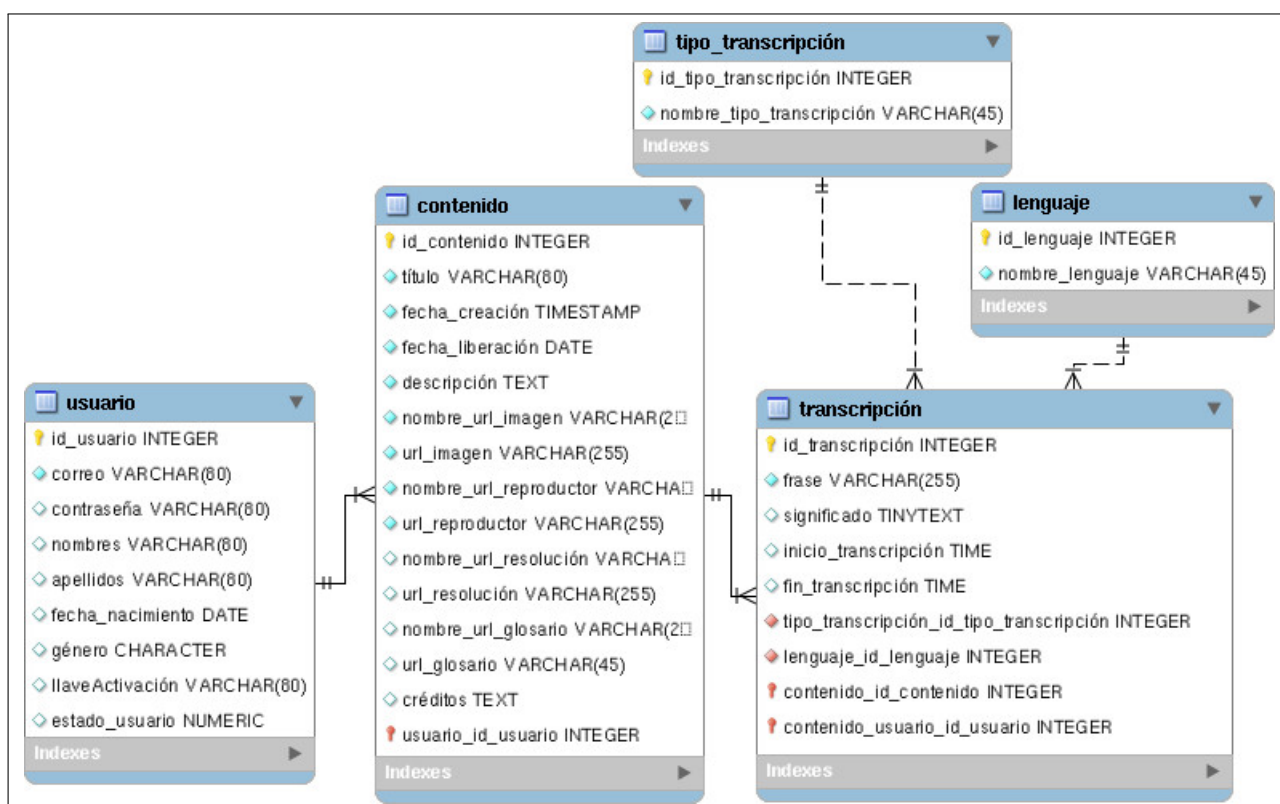 tipo_transcripción
id_tipo_transcripción INTEGER
nombre_tipo_transcripción VARCHAR(45)
Indexes
lenguaje
id_lenguaje INTEGER
nombre_lenguaje VARCHAR(45)
Indexes
contenido
id_contenido INTEGER
título VARCHAR(80)
fecha_creación TIMESTAMP
fecha_liberación DATE
descripción TEXT
nombre_url_imagen VARCHAR(2
url_imagen VARCHAR(255)
nombre_url_reproductor VARCHA
url_reproductor VARCHAR(255)
nombre_url_resolución VARCHA
url_resolución VARCHAR(255)
nombre_url_glosario VARCHAR(2
url_glosario VARCHAR(45)
créditos TEXT
usuario_id_usuario INTEGER
Indexes
usuario
id_usuario INTEGER
correo VARCHAR(80)
contraseña VARCHAR(80)
nombres VARCHAR(80)
apellidos VARCHAR(80)
fecha_nacimiento DATE
género CHARACTER
llaveActivación VARCHAR(80)
estado_usuario NUMERIC
Indexes
transcripción
id_transcripción INTEGER
frase VARCHAR(255)
significado TINYTEXT
inicio_transcripción TIME
fin_transcripción TIME
tipo_transcripción_id_tipo_transcripción INTEGER
lenguaje_id_lenguaje INTEGER
contenido_id_contenido INTEGER
contenido_usuario_id_usuario INTEGER
Indexes